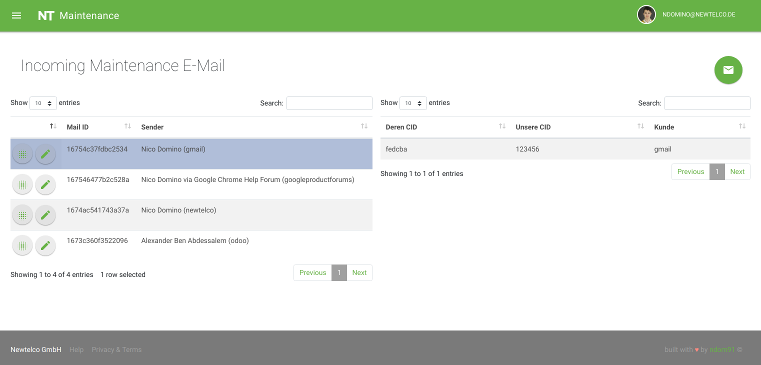 NT Maintenance
NDOMINO@NEWTELCO.DE
Incoming Maintenance E-Mail
Show 10 entries
Search:
Mail ID Sender
16754c37fdbc2534 Nico Domino (gmail)
167546477b2c528a Nico Domino via Google Chrome Help Forum (googleproductforums)
1674ac541743a37a Nico Domino (newtelco)
1673c360f3522096 Alexander Ben Abdessalem (odoo)
Showing 1 to 4 of 4 entries 1 row selected
Previous 1 Next
Show 10 entries
Search:
Deren CID Unsere CID Kunde
fedcba 123456 gmail
Showing 1 to 1 of 1 entries
Previous 1 Next
Newtelco GmbH Help Privacy & Terms
built with ♥ by ndom91 ©